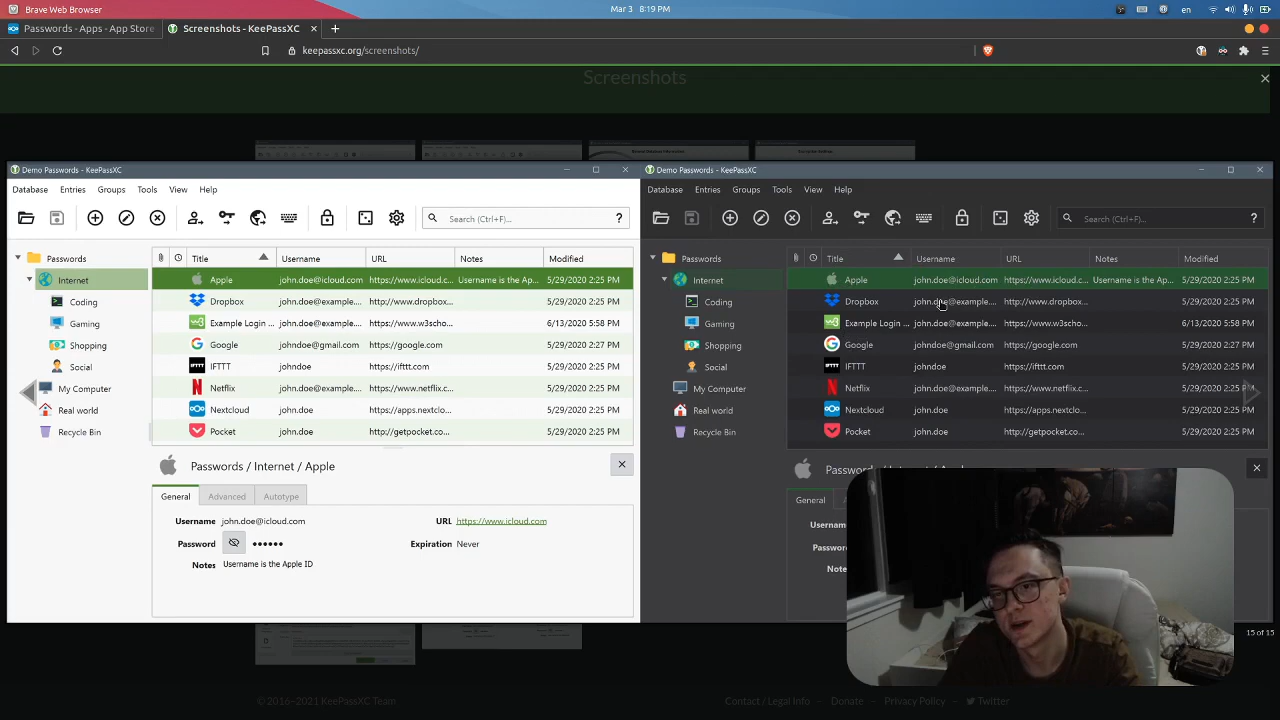 Brave Web Browser
Mar 3 8:19 PM
en
Passwords - Apps - App Store
Screenshots - KeePassXC
keepassxc.org/screenshots/
Screenshots
Demo Passwords - KeePassXC
Database Entries Groups Tools View Help
Search (Ctrl+F)...
?
Passwords
Internet
Coding
Gaming
Shopping
Social
My Computer
Real world
Recycle Bin
Title Username URL Notes Modified
Apple john.doe@icloud.com https://www.icloud.c... Username is the Ap... 5/29/2020 2:25 PM
Dropbox john.doe@example... http://www.dropbox... 5/29/2020 2:25 PM
Example Login ... john.doe@example... https://www.w3scho... 6/13/2020 5:58 PM
Google johndoe@gmail.com https://google.com 5/29/2020 2:27 PM
IFTTT johndoe https://ifttt.com 5/29/2020 2:25 PM
Netflix john.doe@example... https://www.netflix.c... 5/29/2020 2:25 PM
Nextcloud john.doe https://apps.nextclo... 5/29/2020 2:25 PM
Pocket john.doe http://getpocket.co... 5/29/2020 2:25 PM
Passwords / Internet / Apple
General Advanced Autotype
Username john.doe@icloud.com URL https://www.icloud.com
Password ●●●●●● Expiration Never
Notes Username is the Apple ID
Demo Passwords - KeePassXC
Database Entries Groups Tools View Help
Search (Ctrl+F)...
?
Passwords
Internet
Coding
Gaming
Shopping
Social
My Computer
Real world
Recycle Bin
Title Username URL Notes Modified
Apple john.doe@icloud.com https://www.icloud.c... Username is the Ap... 5/29/2020 2:25 PM
Dropbox john.doe@example... http://www.dropbox... 5/29/2020 2:25 PM
Example Login ... john.doe@example... https://www.w3scho... 6/13/2020 5:58 PM
Google johndoe@gmail.com https://google.com 5/29/2020 2:27 PM
IFTTT johndoe https://ifttt.com 5/29/2020 2:25 PM
Netflix john.doe@example... https://www.netflix.c... 5/29/2020 2:25 PM
Nextcloud john.doe https://apps.nextclo... 5/29/2020 2:25 PM
Pocket john.doe http://getpocket.co... 5/29/2020 2:25 PM
General
15 of 15
© 2016–2021 KeePassXC Team
Contact / Legal Info – Donate – Privacy Policy – Twitter